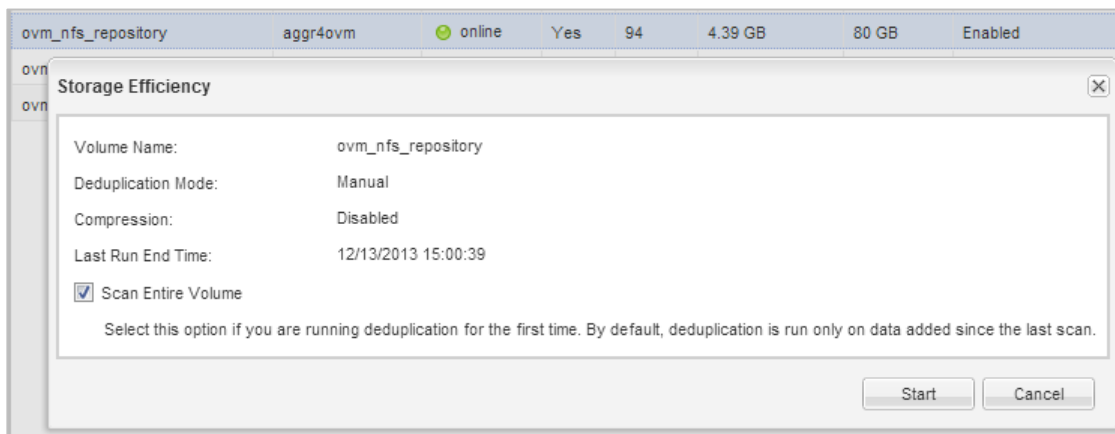 ovm_nfs_repository aggr4ovm online Yes 94 4.39 GB 80 GB Enabled
ovn
Storage Efficiency
ovn
Volume Name: ovm_nfs_repository
Deduplication Mode: Manual
Compression: Disabled
Last Run End Time: 12/13/2013 15:00:39
Scan Entire Volume
Select this option if you are running deduplication for the first time. By default, deduplication is run only on data added since the last scan.
Start Cancel